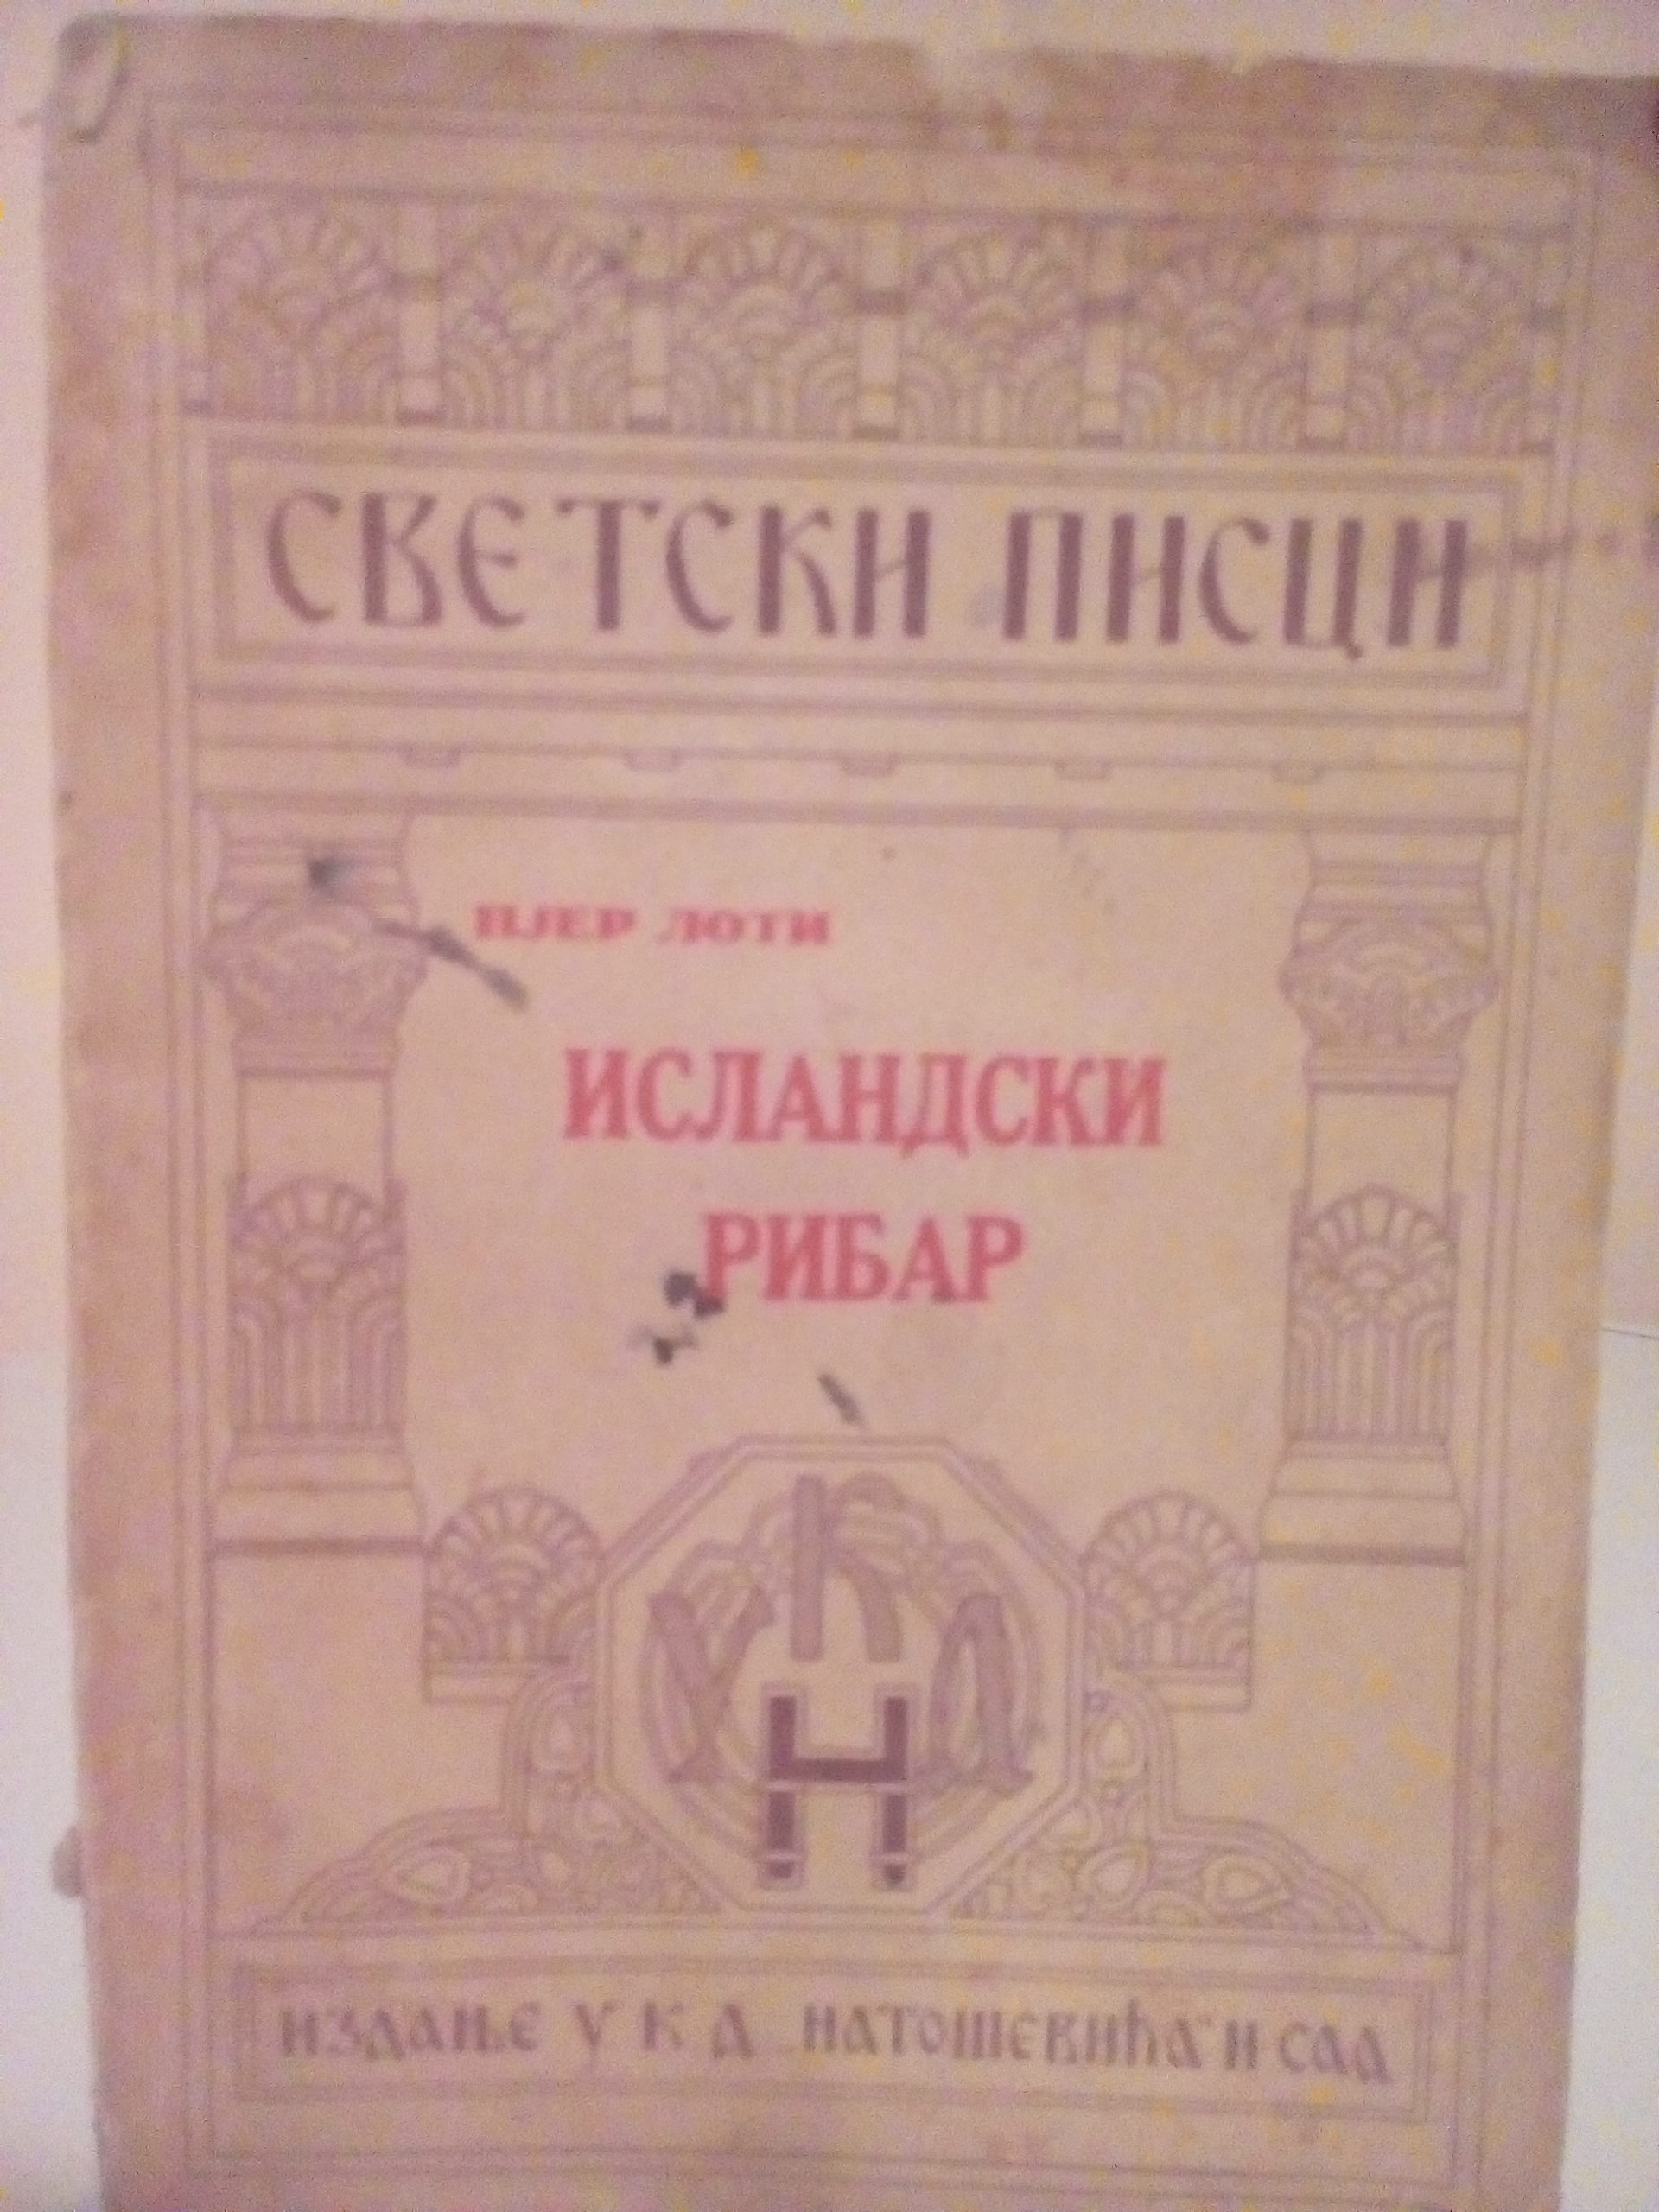 СВЕТСКИ ПИСЦИ
ПЈЕР ЛОТИ
ИСЛАНДСКИ
РИБАР
У К Д
Н
ИЗДАЊЕ У К Д „НАТОШЕВИЋА" Н САД